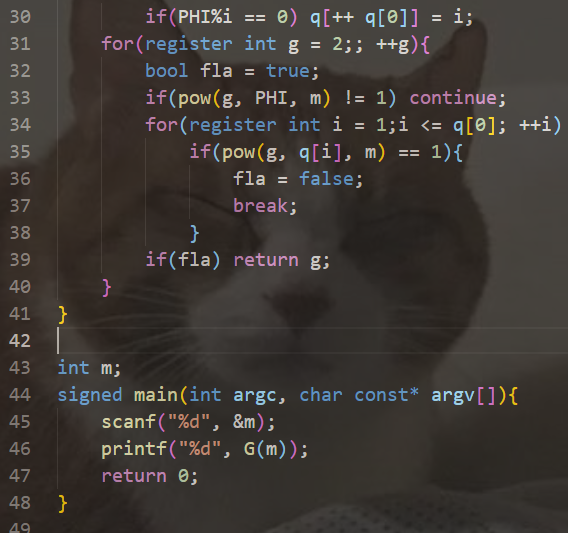 30 if(PHI%i == 0) q[++ q[0]] = i;
31 for(register int g = 2;; ++g){
32 bool fla = true;
33 if(pow(g, PHI, m) != 1) continue;
34 for(register int i = 1;i <= q[0]; ++i)
35 if(pow(g, q[i], m) == 1){
36 fla = false;
37 break;
38 }
39 if(fla) return g;
40 }
41 }
42
43 int m;
44 signed main(int argc, char const* argv[]){
45 scanf("%d", &m);
46 printf("%d", G(m));
47 return 0;
48 }
49